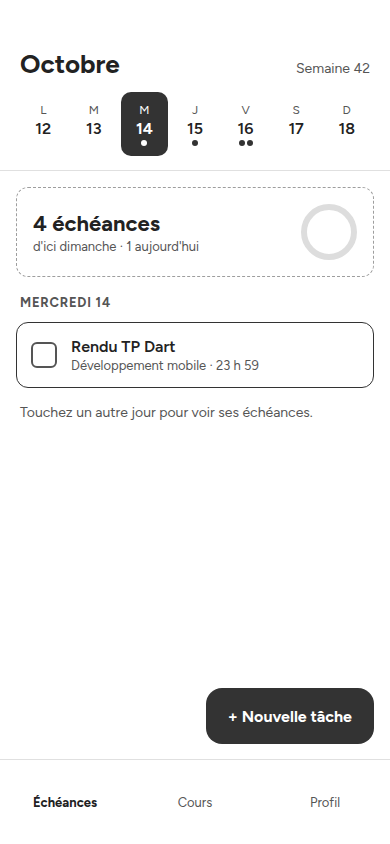 Octobre
Semaine 42
L M M J V S D
12 13 14 15 16 17 18
4 échéances
d'ici dimanche · 1 aujourd'hui
MERCREDI 14
Rendu TP Dart
Développement mobile · 23 h 59
Touchez un autre jour pour voir ses échéances.
+ Nouvelle tâche
Échéances Cours Profil